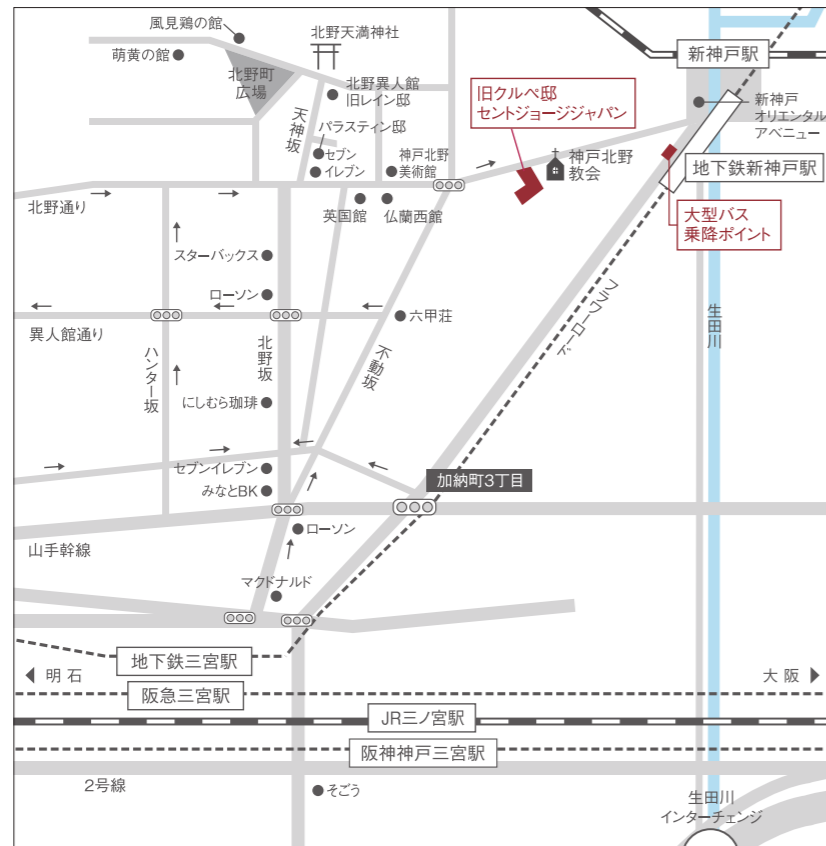 風見鶏の館
北野天満神社
萌黄の館
北野町
広場
新神戸駅
北野異人館
旧レイン邸
旧クルペ邸
セントジョージジャパン
新神戸
オリエンタル
アベニュー
天神坂
パラスティン邸
セブン
イレブン
神戸北野
美術館
神戸北野
教会
地下鉄新神戸駅
北野通り
英国館
仏蘭西館
大型バス
乗降ポイント
スターバックス
ローソン
六甲荘
フラワーロード
生田川
異人館通り
ハンター坂
北野坂
不動坂
にしむら珈琲
セブンイレブン
みなとBK
加納町3丁目
ローソン
山手幹線
マクドナルド
地下鉄三宮駅
明石
大阪
阪急三宮駅
JR三ノ宮駅
阪神神戸三宮駅
2号線
そごう
生田川
インターチェンジ